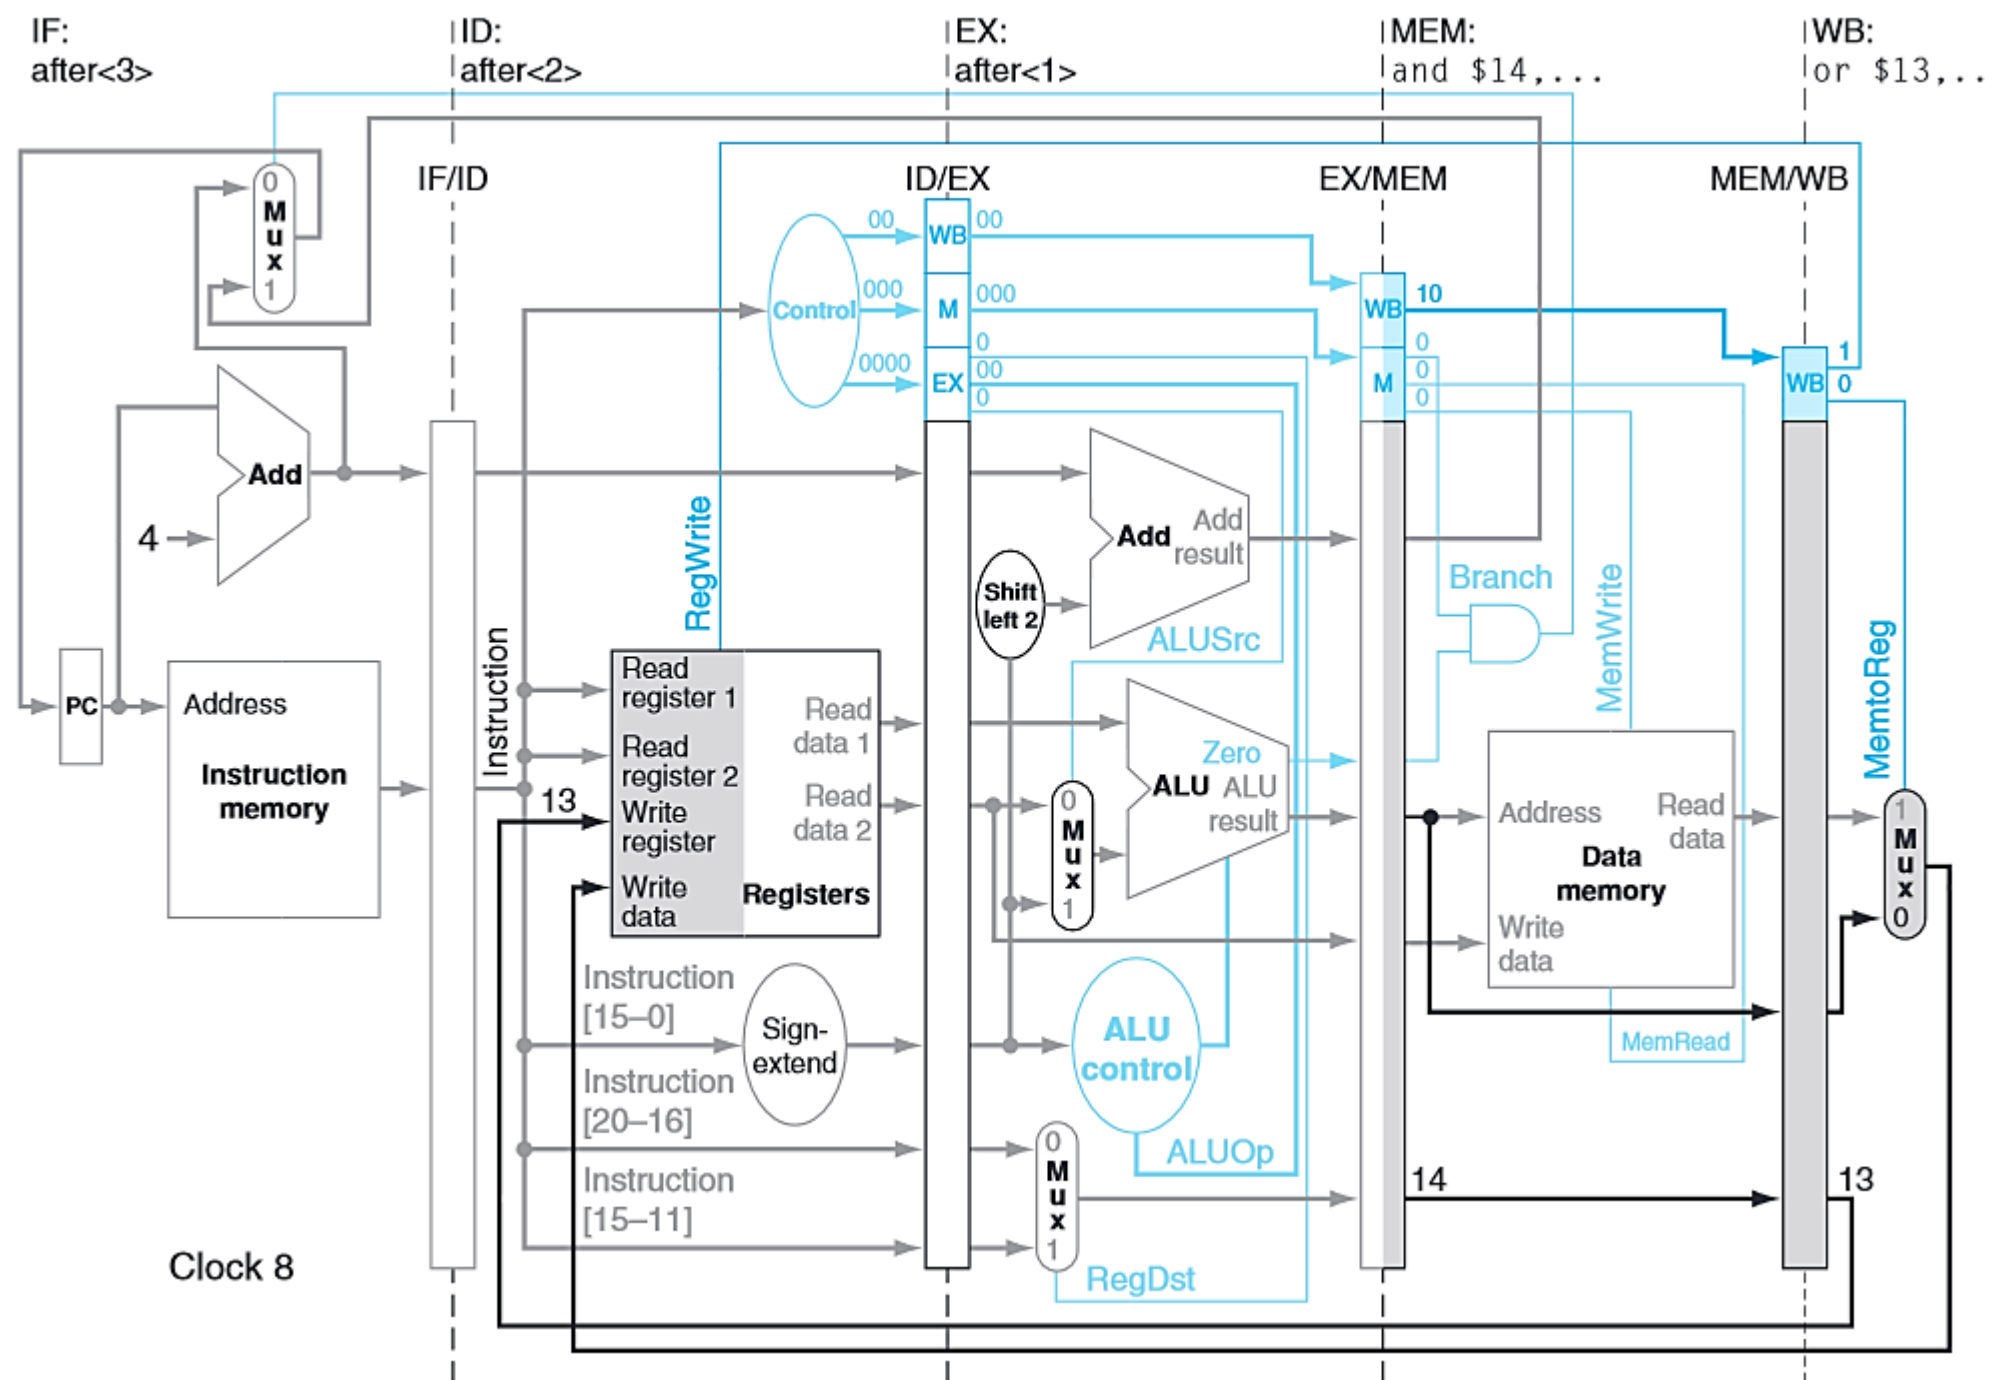 IF:
after<3>
ID:
after<2>
EX:
after<1>
MEM:
and $14,...
WB:
or $13,..
IF/ID
ID/EX
EX/MEM
MEM/WB
0
M
u
x
1
Control
00
000
0000
WB
M
EX
00
000
0
00
0
WB
M
10
0
0
0
WB
1
0
Add
4
RegWrite
Add
Add
result
Shift
left 2
ALUSrc
Branch
MemWrite
MemtoReg
PC
Address
Instruction
memory
Instruction
Read
register 1
Read
register 2
13
Write
register
Write
data
Read
data 1
Read
data 2
Registers
0
M
u
x
1
Zero
ALU
ALU
result
Address
Read
data
Data
memory
Write
data
MemRead
1
M
u
x
0
Instruction
[15–0]
Sign-
extend
ALU
control
Instruction
[20–16]
Instruction
[15–11]
0
M
u
x
1
ALUOp
RegDst
14
13
Clock 8